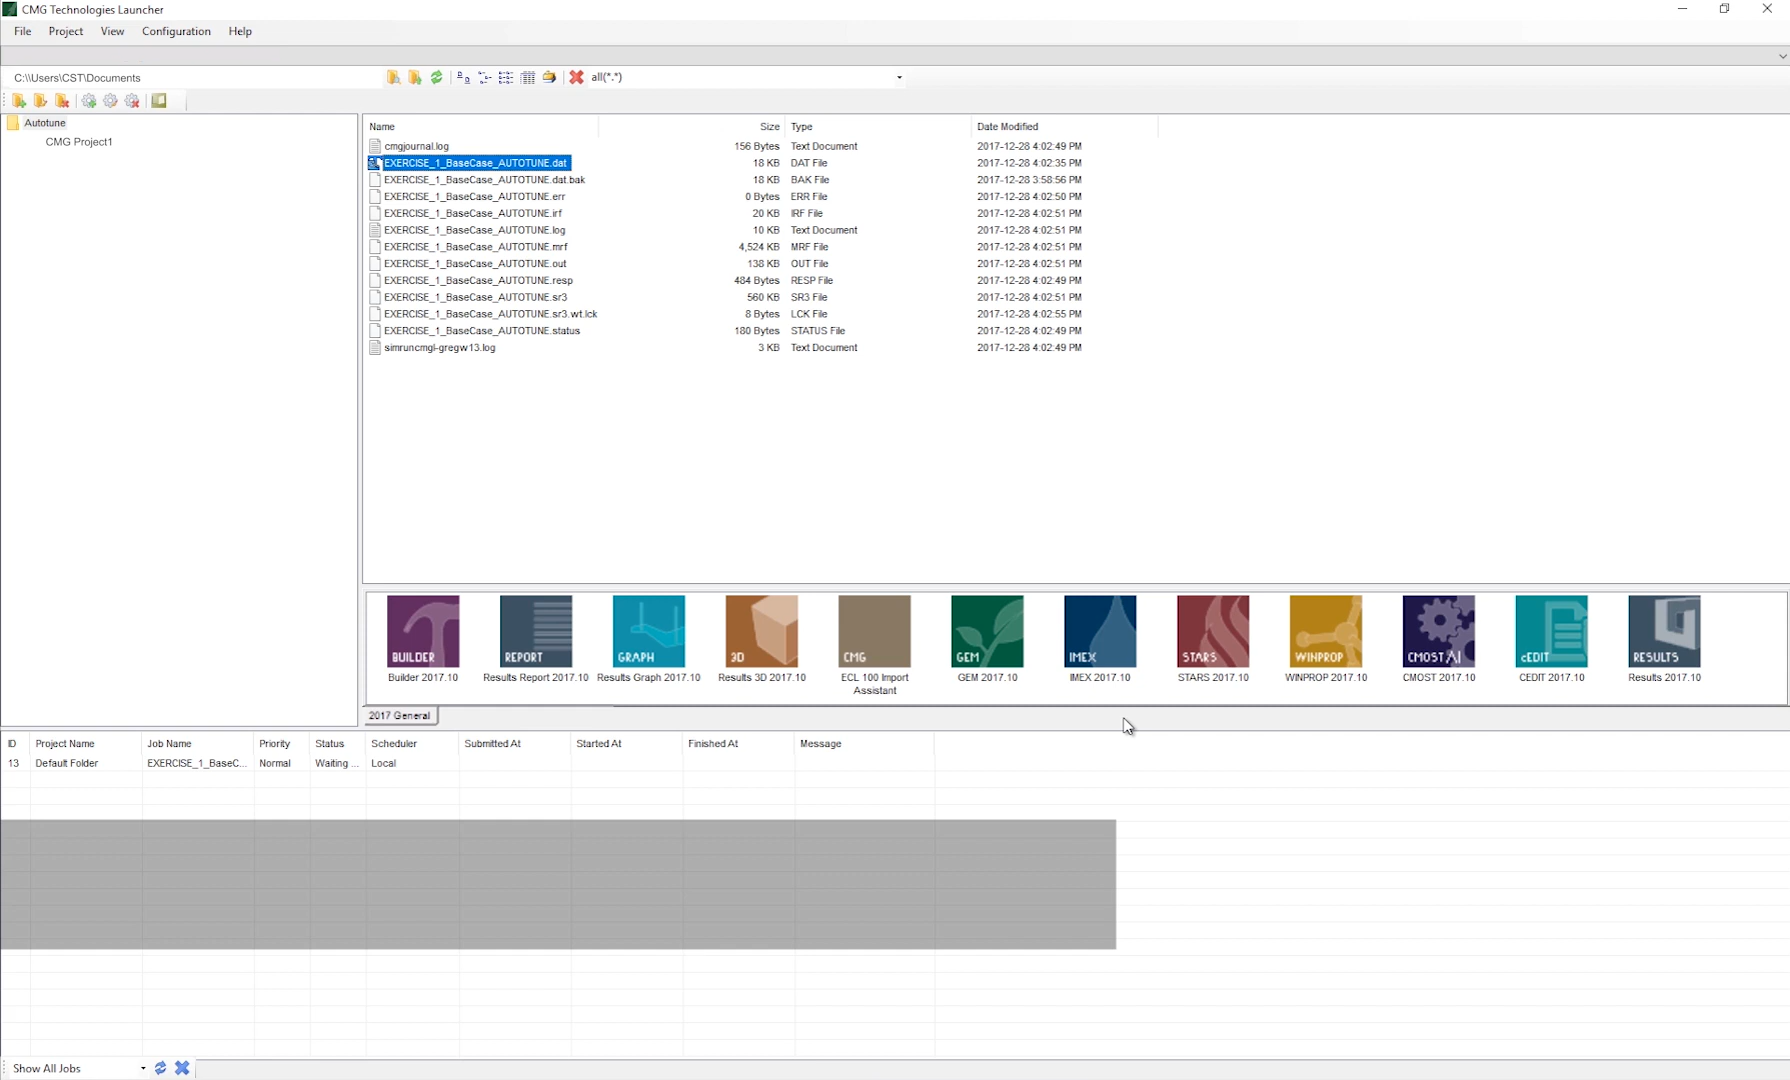 CMG Technologies Launcher
File Project View Configuration Help
C:\\Users\CST\Documents all(*.*)
Autotune
CMG Project1
Name Size Type Date Modified
cmgjournal.log 156 Bytes Text Document 2017-12-28 4:02:49 PM
EXERCISE_1_BaseCase_AUTOTUNE.dat 18 KB DAT File 2017-12-28 4:02:35 PM
EXERCISE_1_BaseCase_AUTOTUNE.dat.bak 18 KB BAK File 2017-12-28 3:58:56 PM
EXERCISE_1_BaseCase_AUTOTUNE.err 0 Bytes ERR File 2017-12-28 4:02:50 PM
EXERCISE_1_BaseCase_AUTOTUNE.irf 20 KB IRF File 2017-12-28 4:02:51 PM
EXERCISE_1_BaseCase_AUTOTUNE.log 10 KB Text Document 2017-12-28 4:02:51 PM
EXERCISE_1_BaseCase_AUTOTUNE.mrf 4,524 KB MRF File 2017-12-28 4:02:51 PM
EXERCISE_1_BaseCase_AUTOTUNE.out 138 KB OUT File 2017-12-28 4:02:51 PM
EXERCISE_1_BaseCase_AUTOTUNE.resp 484 Bytes RESP File 2017-12-28 4:02:49 PM
EXERCISE_1_BaseCase_AUTOTUNE.sr3 560 KB SR3 File 2017-12-28 4:02:51 PM
EXERCISE_1_BaseCase_AUTOTUNE.sr3.wt.lck 8 Bytes LCK File 2017-12-28 4:02:55 PM
EXERCISE_1_BaseCase_AUTOTUNE.status 180 Bytes STATUS File 2017-12-28 4:02:49 PM
simruncmgl-gregw13.log 3 KB Text Document 2017-12-28 4:02:49 PM
BUILDER REPORT GRAPH 3D CMG GEM IMEX STARS WINPROP CMOST AI cEDIT RESULTS
Builder 2017.10 Results Report 2017.10 Results Graph 2017.10 Results 3D 2017.10 ECL 100 Import GEM 2017.10 IMEX 2017.10 STARS 2017.10 WINPROP 2017.10 CMOST 2017.10 CEDIT 2017.10 Results 2017.10
Assistant
2017 General
ID Project Name Job Name Priority Status Scheduler Submitted At Started At Finished At Message
13 Default Folder EXERCISE_1_BaseC... Normal Waiting ... Local
Show All Jobs